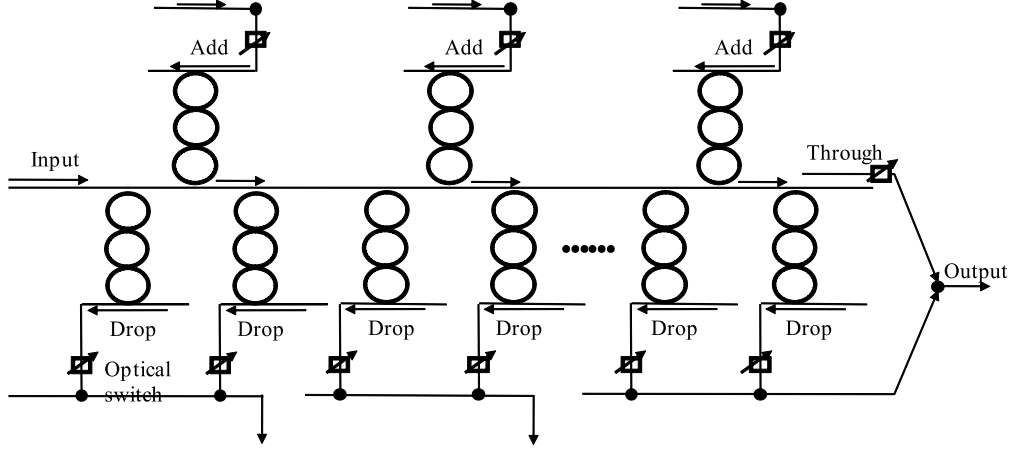 Add
Add
Add
Input
Through
Output
Drop
Drop
Drop
Drop
Drop
Drop
Optical
switch